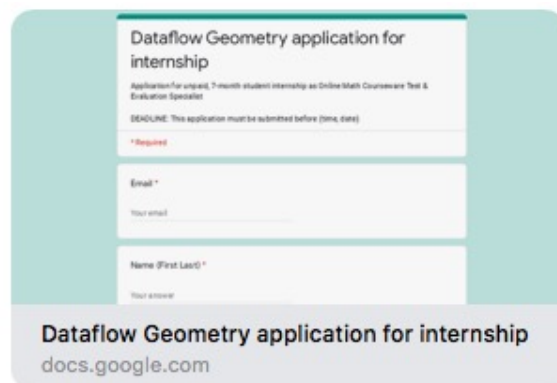 Dataflow Geometry application for
internship
Application for unpaid, 7-month student internship as Online Math Courseware Test &
Evaluation Specialist
DEADLINE: This application must be submitted before (time, date)
* Required
Email *
Your email
Name (First Last) *
Your answer
Dataflow Geometry application for internship
docs.google.com